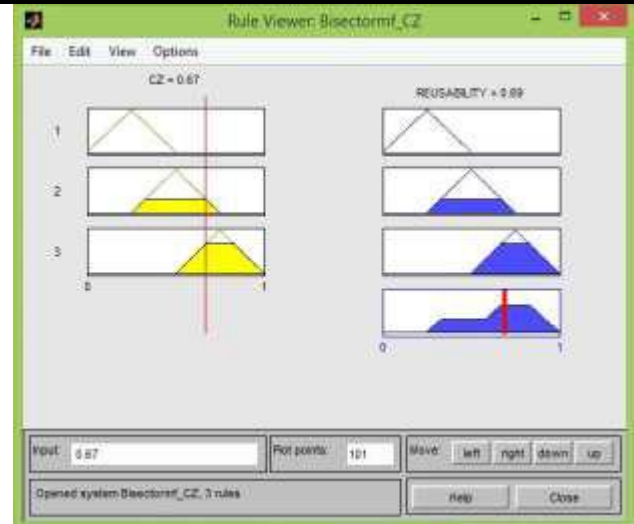 Rule Viewer: Bisectormf_CZ
File Edit View Options
CZ = 0.67
REUSABILITY = 0.69
1
2
3
0 1
0 1
Input: 0.67
Plot points: 101
Move: left right down up
Opened system Bisectormf_CZ, 3 rules
Help Close